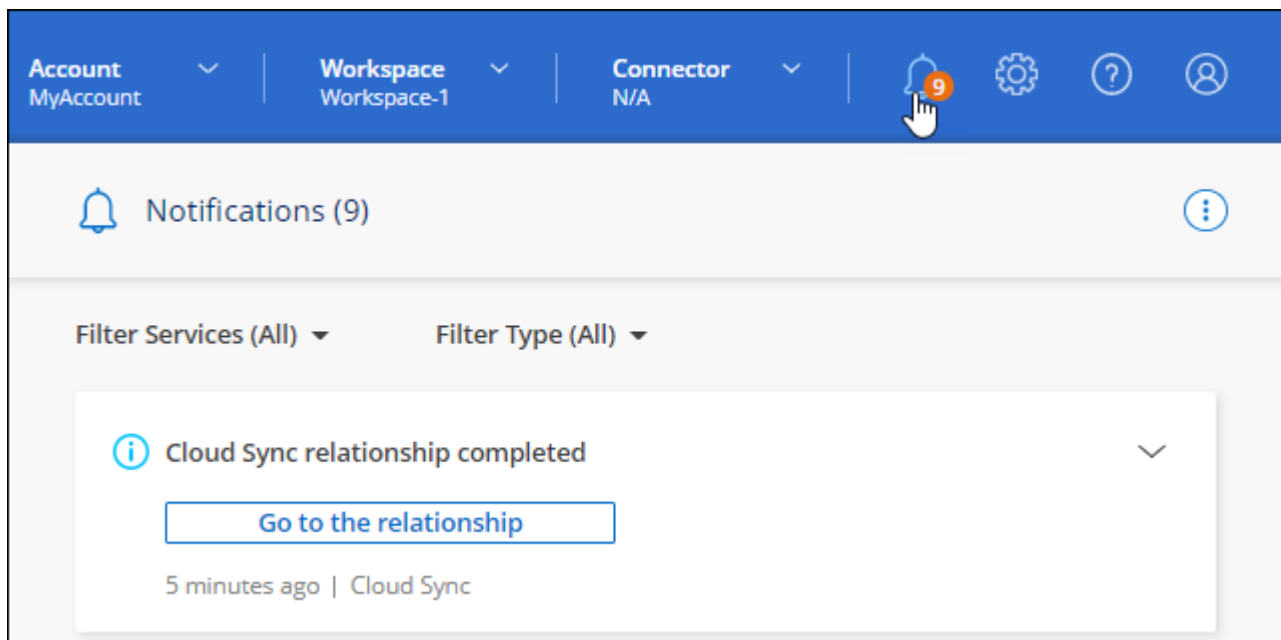 Account
MyAccount
Workspace
Workspace-1
Connector
N/A
9
Notifications (9)
Filter Services (All)
Filter Type (All)
Cloud Sync relationship completed
Go to the relationship
5 minutes ago | Cloud Sync